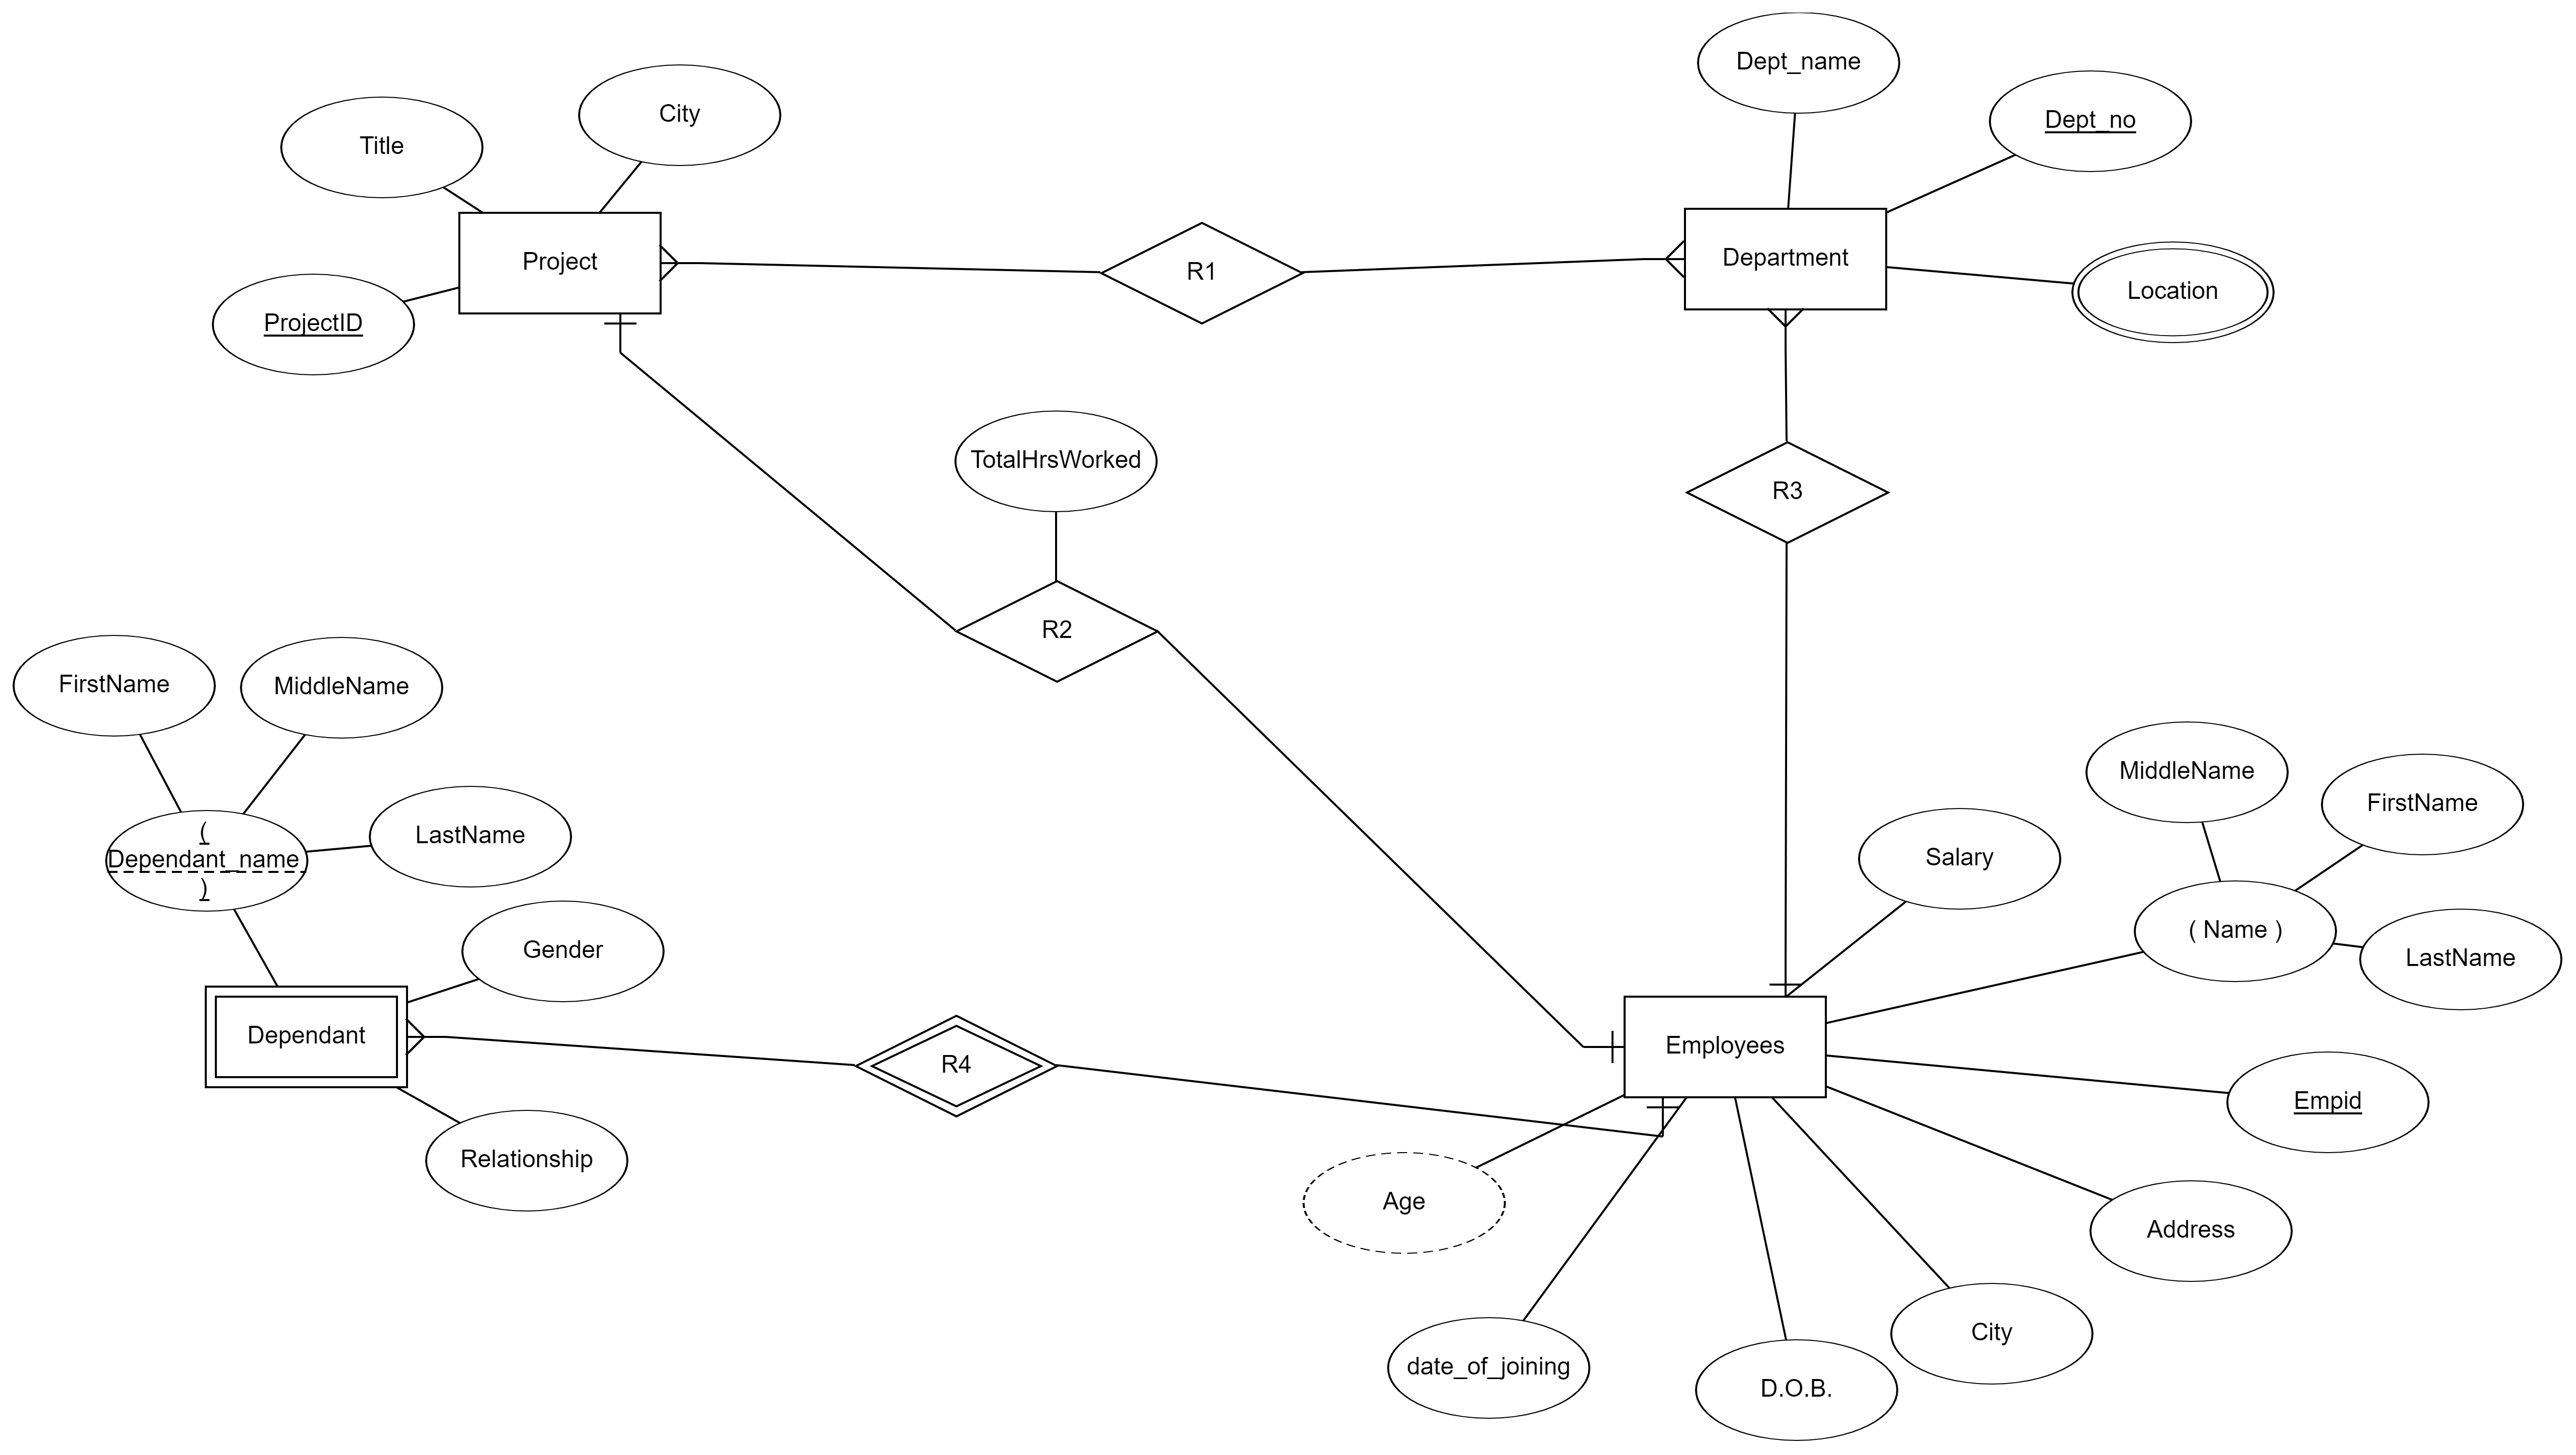 Dept_name
City
Dept_no
Title
Project
R1
Department
Location
ProjectID
TotalHrsWorked
R3
R2
FirstName
MiddleName
MiddleName
FirstName
LastName
Salary
(
Dependant_name
)
( Name )
LastName
Gender
Dependant
R4
Employees
Empid
Relationship
Age
Address
City
date_of_joining
D.O.B.